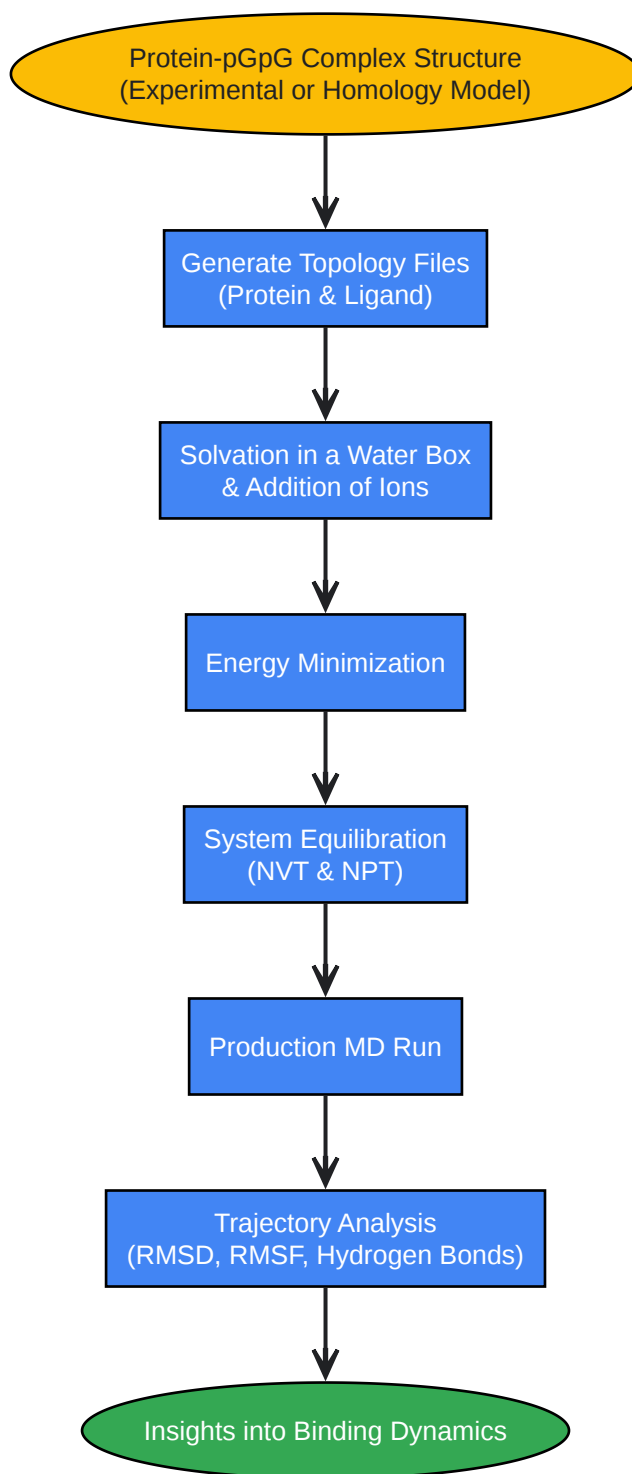 Protein-pGpG Complex Structure
(Experimental or Homology Model)
Generate Topology Files
(Protein & Ligand)
Solvation in a Water Box
& Addition of Ions
Energy Minimization
System Equilibration
(NVT & NPT)
Production MD Run
Trajectory Analysis
(RMSD, RMSF, Hydrogen Bonds)
Insights into Binding Dynamics